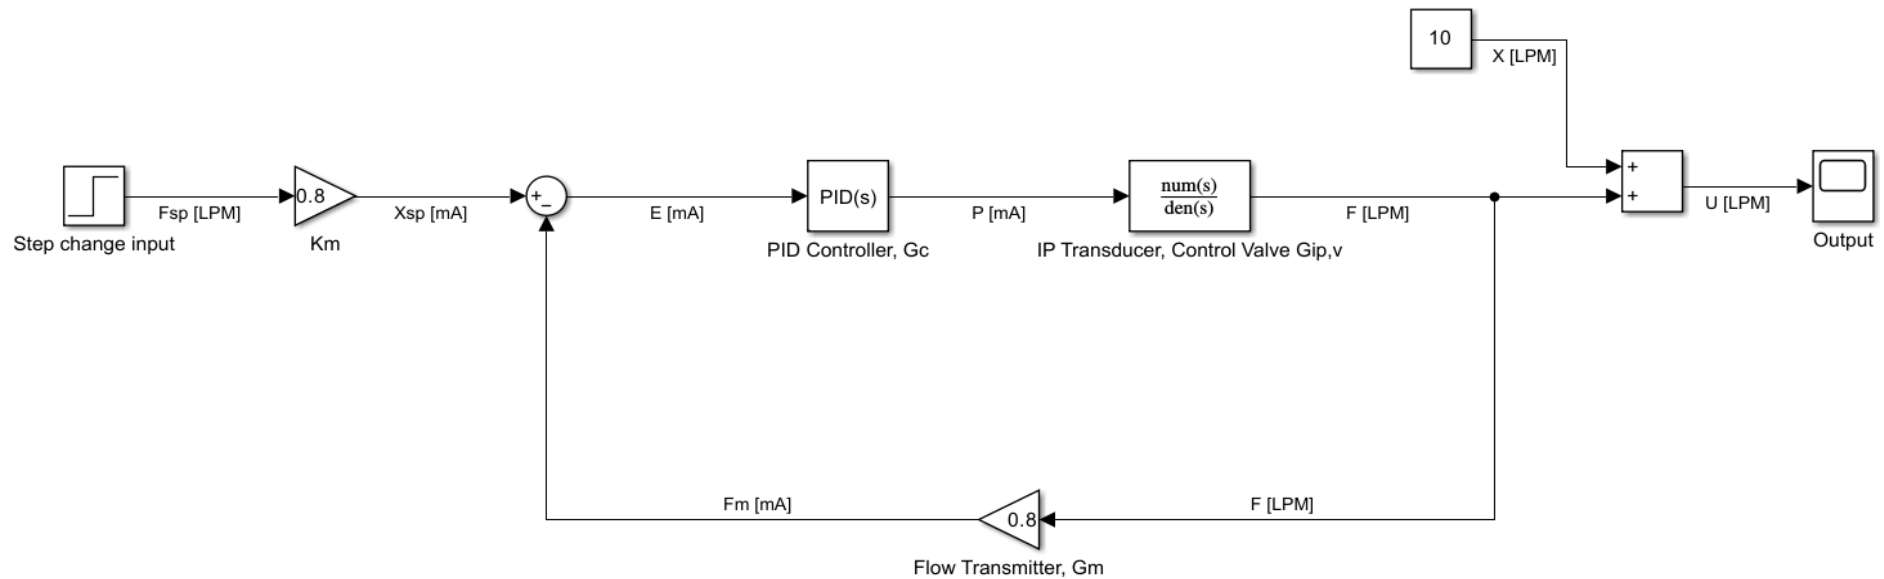 10
X [LPM]
Fsp [LPM]
Step change input
0.8
Km
Xsp [mA]
+
−
E [mA]
PID(s)
PID Controller, Gc
P [mA]
num(s)
den(s)
IP Transducer, Control Valve Gip,v
F [LPM]
+
+
U [LPM]
Output
Fm [mA]
0.8
F [LPM]
Flow Transmitter, Gm